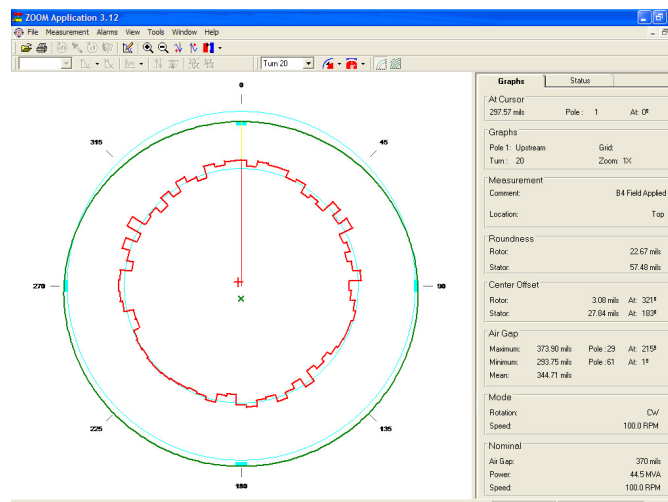 ZOOM Application 3.12
File Measurement Alarms View Tools Window Help
Turn 20
Graphs Status
At Cursor
297.57 mils Pole : 1 At: 0º
Graphs
Pole 1: Upstream Grid:
Turn : 20 Zoom: 1X
Measurement
Comment: B4 Field Applied
Location: Top
Roundness
Rotor: 22.67 mils
Stator: 57.48 mils
Center Offset
Rotor: 3.08 mils At: 321º
Stator: 27.84 mils At: 183º
Air Gap
Maximum: 373.90 mils Pole :29 At: 215º
Minimum: 293.75 mils Pole :61 At: 1º
Mean: 344.71 mils
Mode
Rotation: CW
Speed: 100.0 RPM
Nominal
Air Gap: 370 mils
Power: 44.5 MVA
Speed: 100.0 RPM
0
315 45
270 90
225 135
180